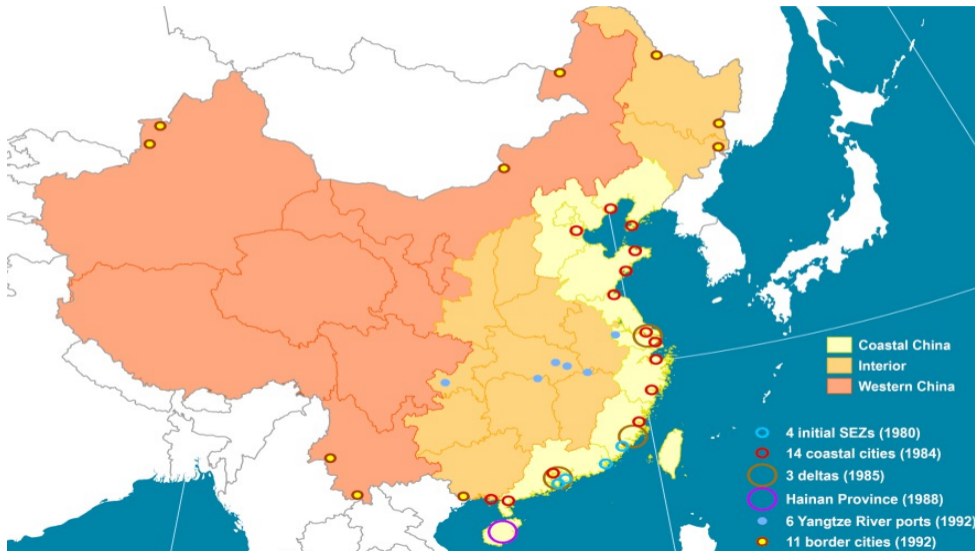 Coastal China
Interior
Western China
4 initial SEZs (1980)
14 coastal cities (1984)
3 deltas (1985)
Hainan Province (1988)
6 Yangtze River ports (1992)
11 border cities (1992)